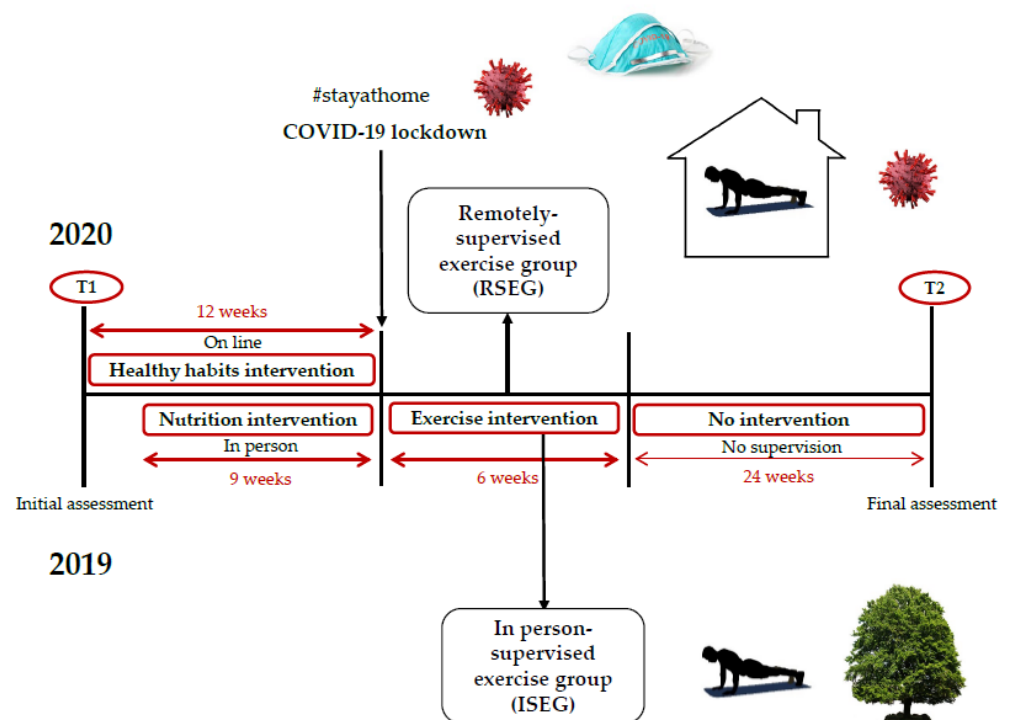 #stayathome
COVID-19 lockdown
2020
Remotely-
supervised
exercise group
(RSEG)
T1
T2
12 weeks
On line
Healthy habits intervention
Nutrition intervention
Exercise intervention
No intervention
In person
No supervision
9 weeks
6 weeks
24 weeks
Initial assessment
Final assessment
2019
In person-
supervised
exercise group
(ISEG)